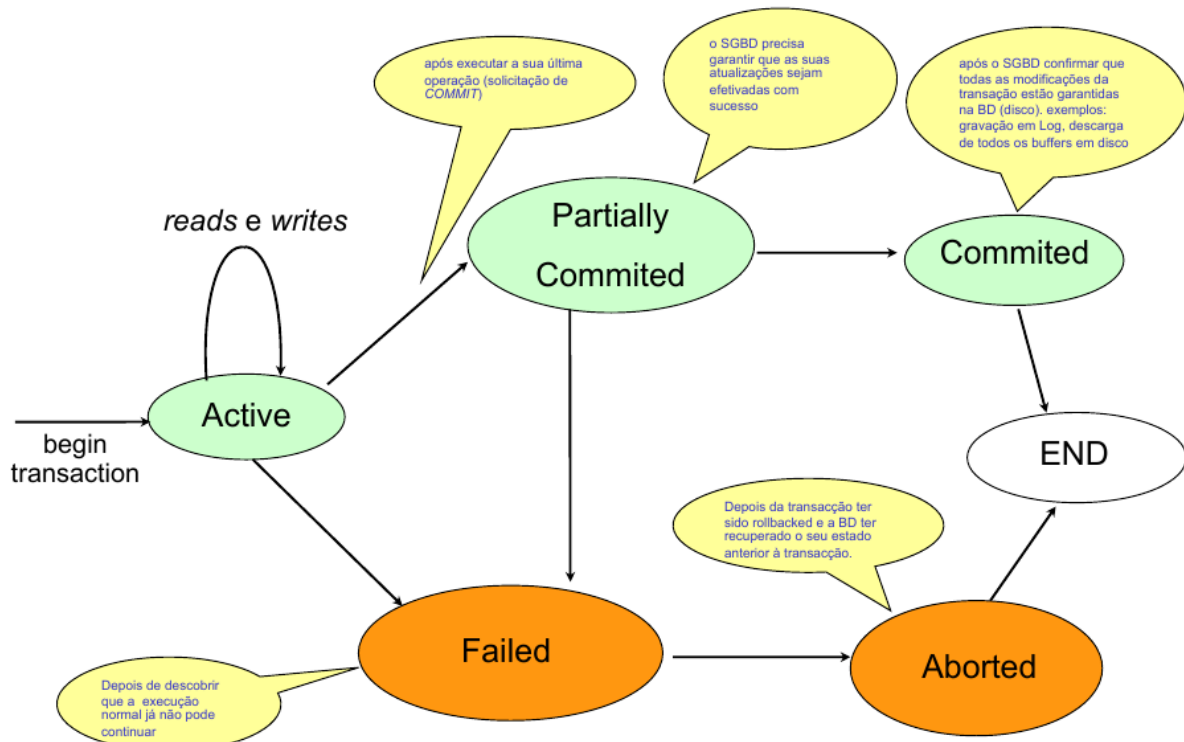 após executar a sua última
operação (solicitação de
COMMIT)
o SGBD precisa
garantir que as suas
atualizações sejam
efetivadas com
sucesso
após o SGBD confirmar que
todas as modificações da
transação estão garantidas
na BD (disco). exemplos:
gravação em Log, descarga
de todos os buffers em disco
reads e writes
Partially
Commited
Commited
Active
begin
transaction
END
Depois da transacção ter
sido rollbacked e a BD ter
recuperado o seu estado
anterior à transacção.
Failed
Aborted
Depois de descobrir
que a execução
normal já não pode
continuar